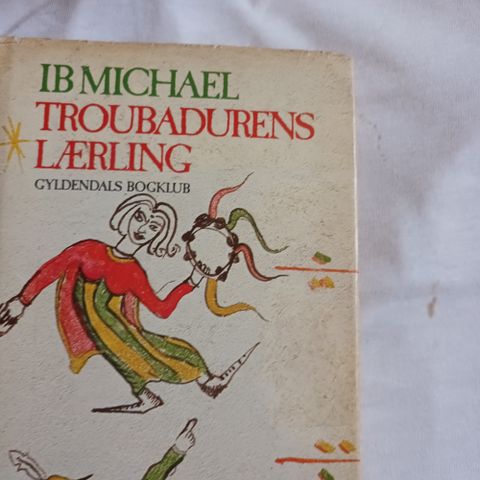 IB MICHAEL
TROUBADURENS
LÆRLING
GYLDENDALS BOGKLUB